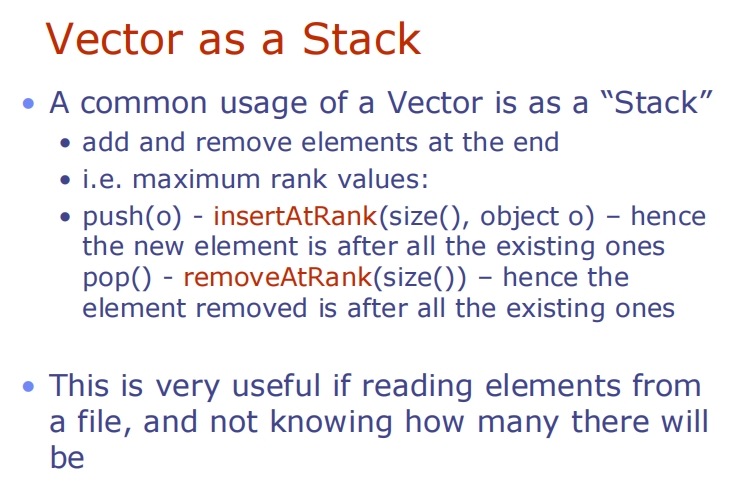 Vector as a Stack
• A common usage of a Vector is as a “Stack”
• add and remove elements at the end
• i.e. maximum rank values:
• push(o) - insertAtRank(size(), object o) – hence
the new element is after all the existing ones
pop() - removeAtRank(size()) – hence the
element removed is after all the existing ones
• This is very useful if reading elements from
a file, and not knowing how many there will
be